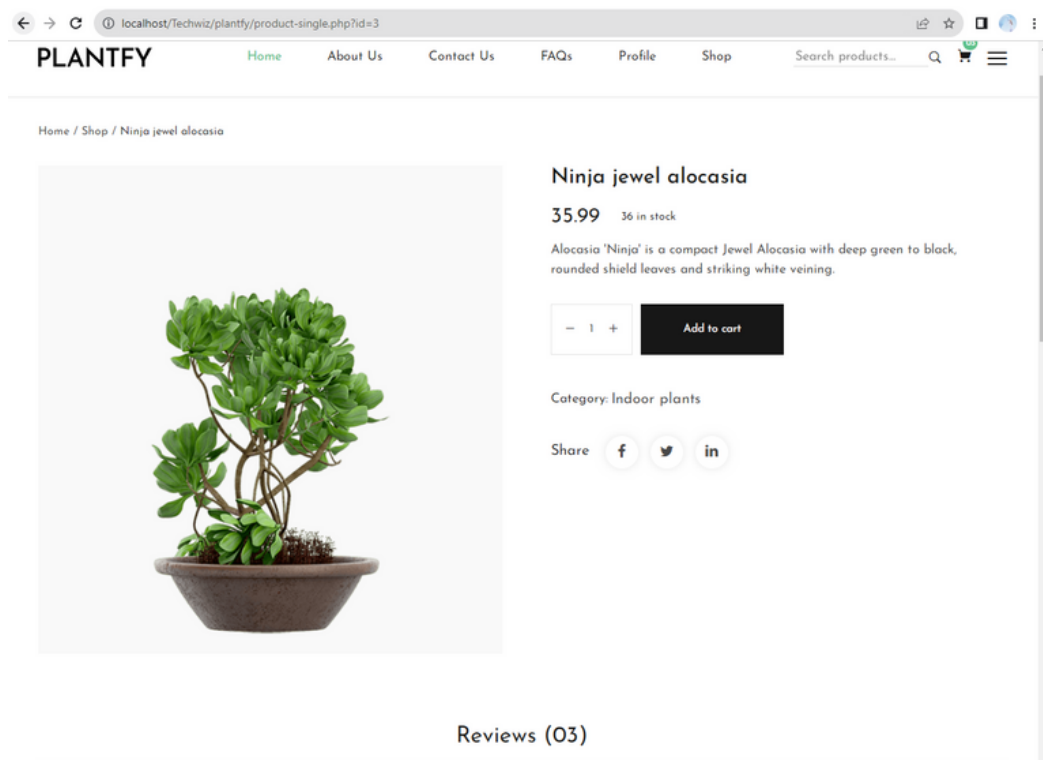 localhost/Techwiz/plantfy/product-single.php?id=3
PLANTFY Home About Us Contact Us FAQs Profile Shop Search products...
Home / Shop / Ninja jewel alocasia
Ninja jewel alocasia
35.99 36 in stock
Alocasia 'Ninja' is a compact Jewel Alocasia with deep green to black,
rounded shield leaves and striking white veining.
− 1 + Add to cart
Category: Indoor plants
Share f in
Reviews (03)